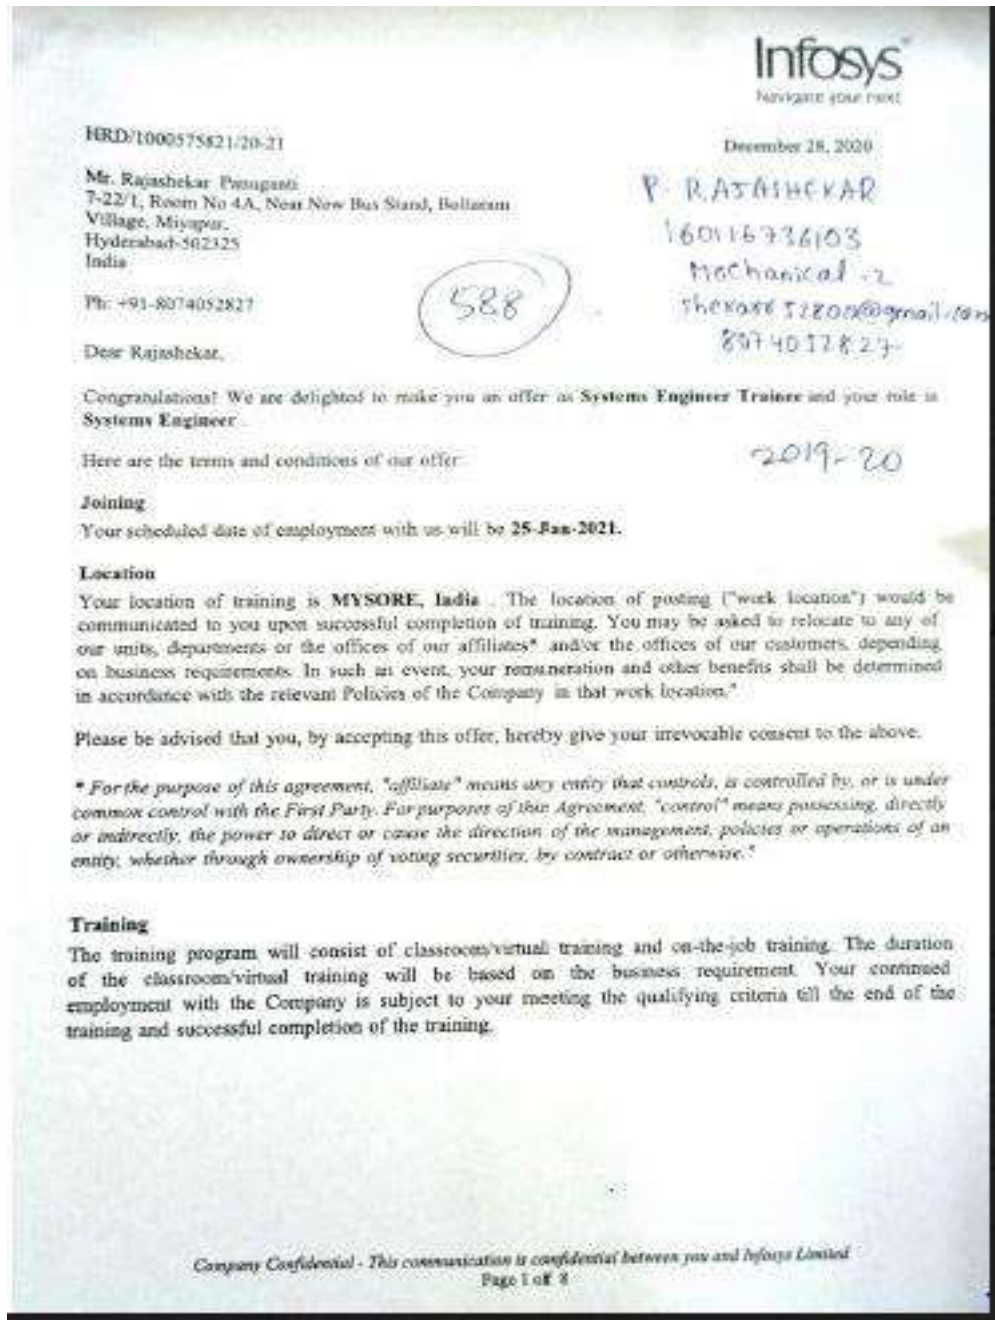 Infosys
Navigate your next
HRD/1000575821/20-21
December 28, 2020
Mr. Rajashekar Panuganti
7-22/1, Room No 4A, Near New Bus Stand, Bollaram
Village, Miyapur,
Hyderabad-502325
India
Ph: +91-8074052827
P. RAJASHEKAR
160116736103
Mechanical - 2
8074052827
588
Dear Rajashekar,
Congratulations! We are delighted to make you an offer as Systems Engineer Trainee and your role is
Systems Engineer .
2019-20
Here are the terms and conditions of our offer:
Joining
Your scheduled date of employment with us will be 25-Jan-2021.
Location
Your location of training is MYSORE, India . The location of posting ("work location") would be
communicated to you upon successful completion of training. You may be asked to relocate to any of
our units, departments or the offices of our affiliates* and/or the offices of our customers, depending
on business requirements. In such an event, your remuneration and other benefits shall be determined
in accordance with the relevant Policies of the Company in that work location."
Please be advised that you, by accepting this offer, hereby give your irrevocable consent to the above.
* For the purpose of this agreement, "affiliate" means any entity that controls, is controlled by, or is under
common control with the First Party. For purposes of this Agreement, "control" means possessing, directly
or indirectly, the power to direct or cause the direction of the management, policies or operations of an
entity, whether through ownership of voting securities, by contract or otherwise."
Training
The training program will consist of classroom/virtual training and on-the-job training. The duration
of the classroom/virtual training will be based on the business requirement. Your continued
employment with the Company is subject to your meeting the qualifying criteria till the end of the
training and successful completion of the training.
Company Confidential - This communication is confidential between you and Infosys Limited
Page 1 of 8